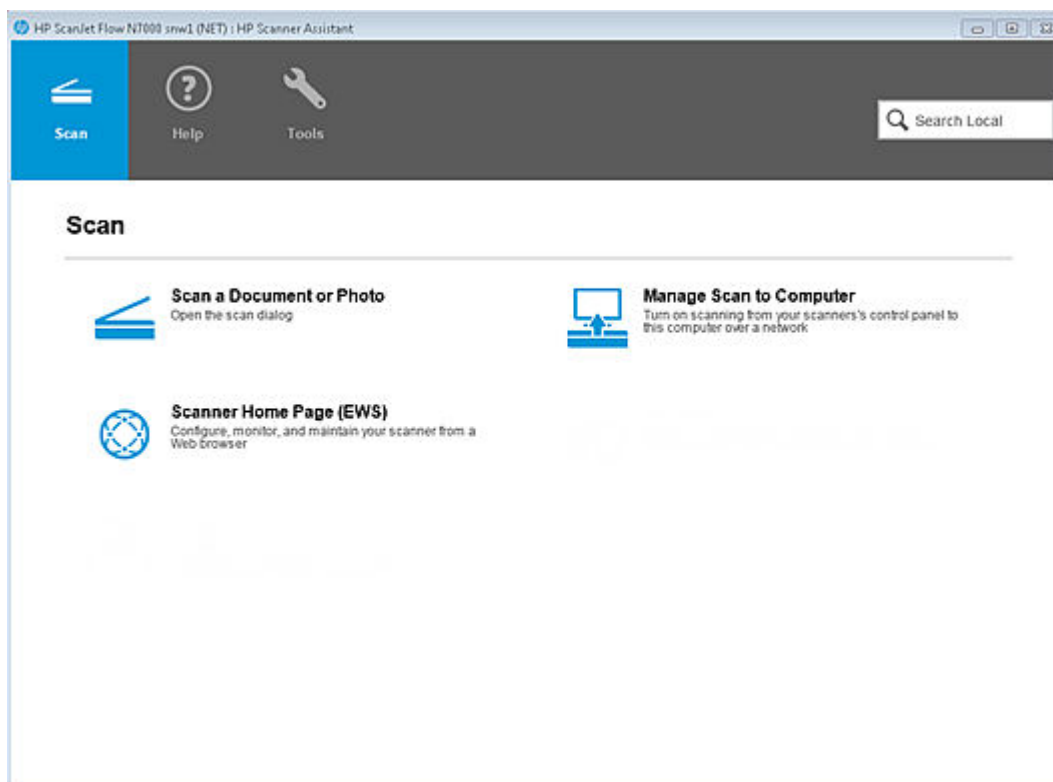 HP ScanJet Flow N7000 snw1 (NET) : HP Scanner Assistant
Scan
Help
Tools
Search Local
Scan
Scan a Document or Photo
Open the scan dialog
Manage Scan to Computer
Turn on scanning from your scanners's control panel to
this computer over a network
Scanner Home Page (EWS)
Configure, monitor, and maintain your scanner from a
Web browser